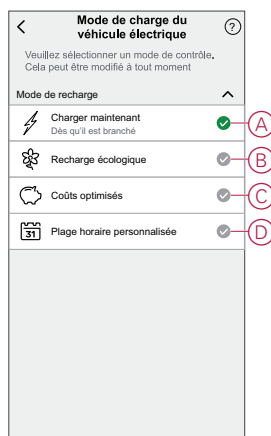 Mode de charge du
véhicule électrique
?
Veuillez sélectionner un mode de contrôle.
Cela peut être modifié à tout moment
Mode de recharge
Charger maintenant
Dès qu'il est branché
A
Recharge écologique
B
Coûts optimisés
C
31
Plage horaire personnalisée
D